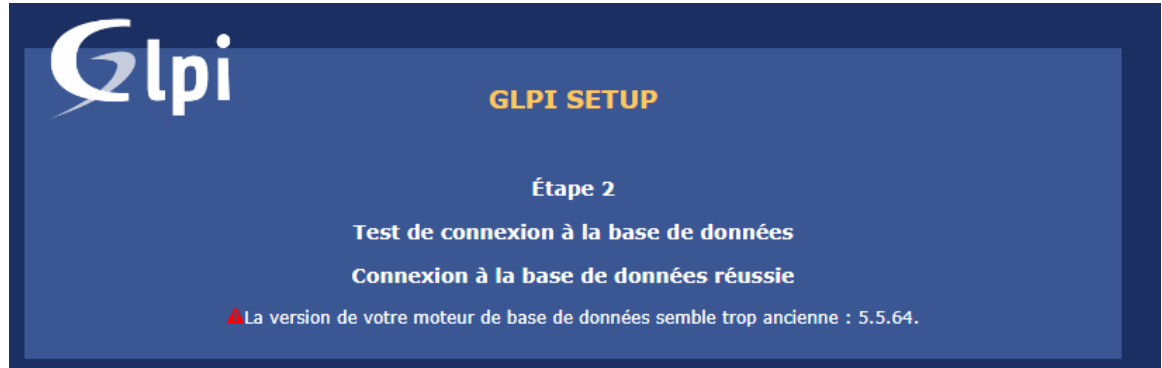 Glpi
GLPI SETUP
Étape 2
Test de connexion à la base de données
Connexion à la base de données réussie
La version de votre moteur de base de données semble trop ancienne : 5.5.64.